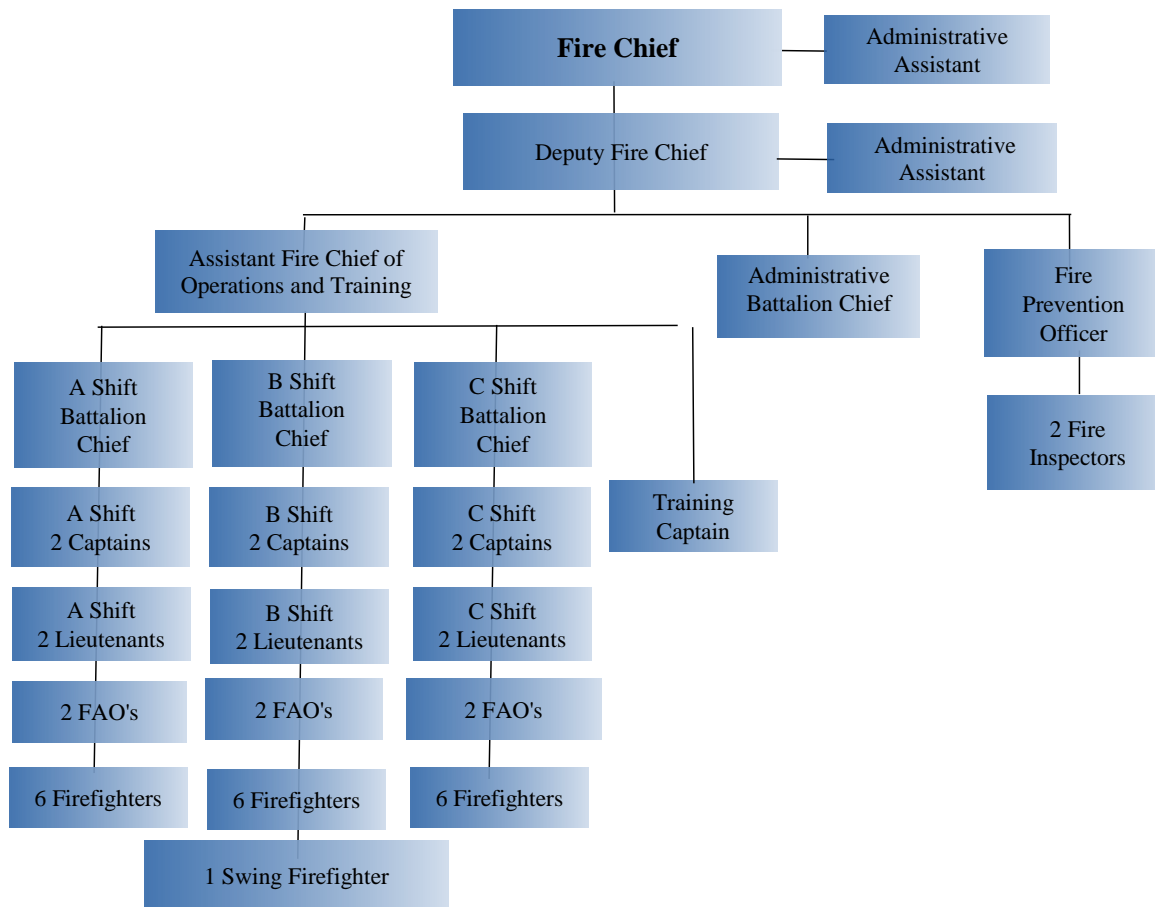 Fire Chief
Administrative
Assistant
Deputy Fire Chief
Administrative
Assistant
Assistant Fire Chief of
Operations and Training
Administrative
Battalion Chief
Fire
Prevention
Officer
A Shift
Battalion
Chief
B Shift
Battalion
Chief
C Shift
Battalion
Chief
2 Fire
Inspectors
A Shift
2 Captains
B Shift
2 Captains
C Shift
2 Captains
Training
Captain
A Shift
2 Lieutenants
B Shift
2 Lieutenants
C Shift
2 Lieutenants
2 FAO's
2 FAO's
2 FAO's
6 Firefighters
6 Firefighters
6 Firefighters
1 Swing Firefighter